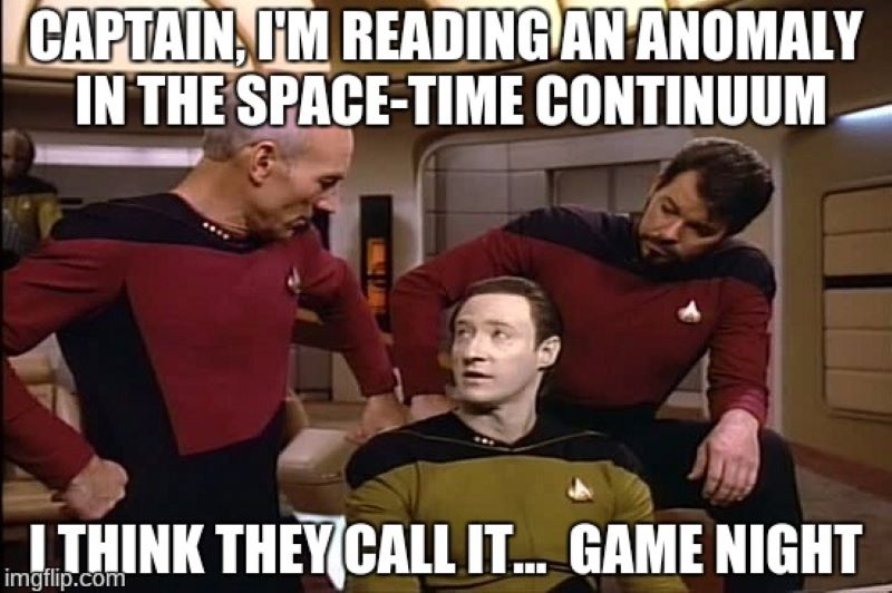 CAPTAIN, I'M READING AN ANOMALY
IN THE SPACE-TIME CONTINUUM
I THINK THEY CALL IT... GAME NIGHT
imgflip.com